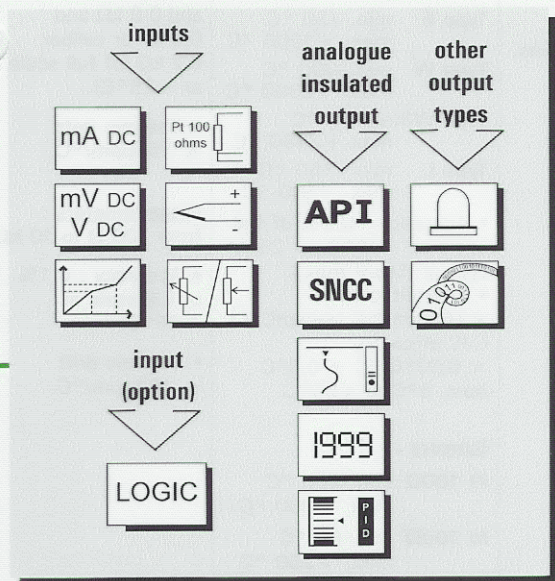 inputs
mA DC
Pt 100
ohms
mV DC
V DC
+
-
input
(option)
LOGIC
analogue
insulated
output
API
SNCC
1999
PID
other
output
types